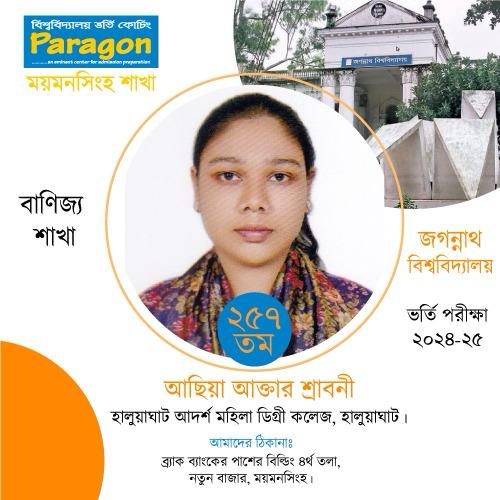 বিশ্ববিদ্যালয় ভর্তি কোচিং
Paragon
an eminent center for admission preparation
ময়মনসিংহ শাখা
জগন্নাথ বিশ্ববিদ্যালয়
বাণিজ্য
শাখা
জগন্নাথ
বিশ্ববিদ্যালয়
ভর্তি পরীক্ষা
২০২৪-২৫
২৫৭
তম
আছিয়া আক্তার শ্রাবনী
হালুয়াঘাট আদর্শ মহিলা ডিগ্রী কলেজ, হালুয়াঘাট।
আমাদের ঠিকানাঃ
ব্র্যাক ব্যাংকের পাশের বিল্ডিং ৪র্থ তলা,
নতুন বাজার, ময়মনসিংহ।